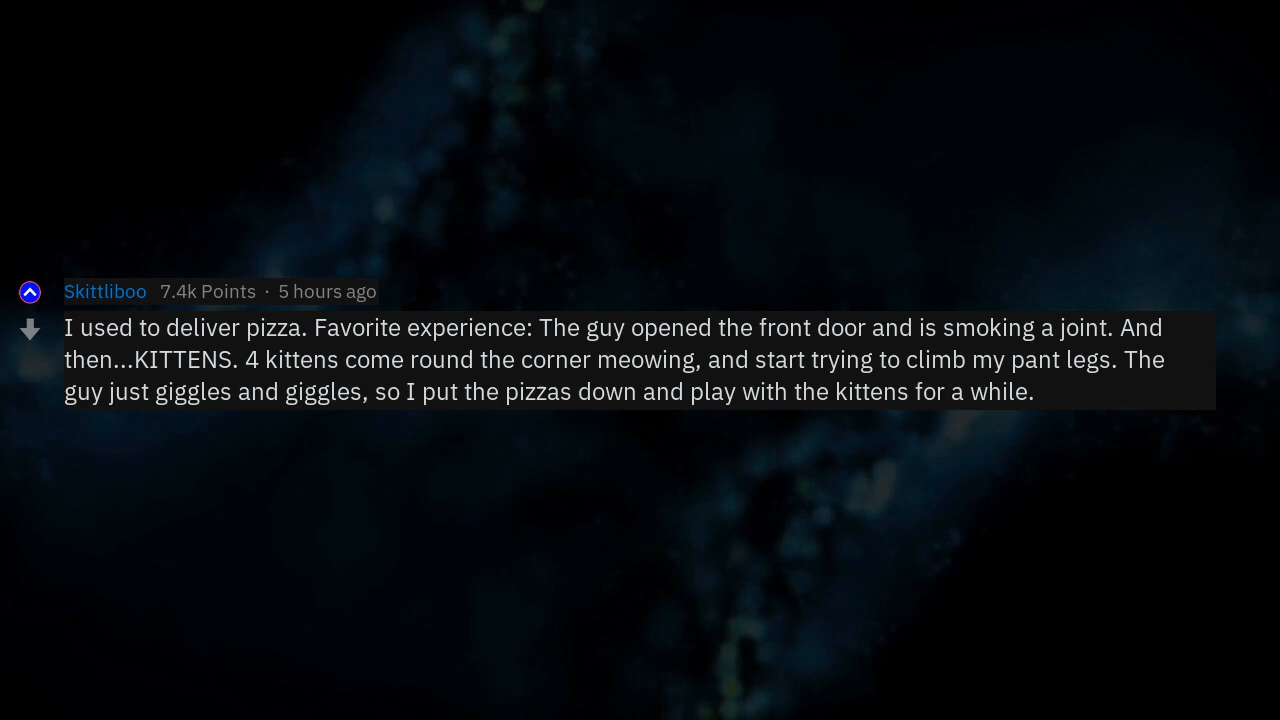 Skittliboo 7.4k Points · 5 hours ago
I used to deliver pizza. Favorite experience: The guy opened the front door and is smoking a joint. And
then...KITTENS. 4 kittens come round the corner meowing, and start trying to climb my pant legs. The
guy just giggles and giggles, so I put the pizzas down and play with the kittens for a while.